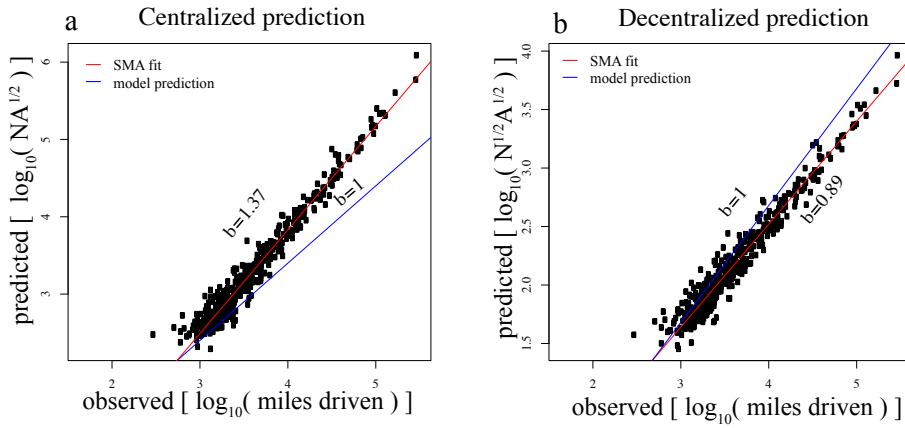 a
Centralized prediction
SMA fit
model prediction
b=1.37
b=1
predicted [ log10( NA1/2 ) ]
3
4
5
6
2
3
4
5
observed [ log10( miles driven ) ]
b
Decentralized prediction
SMA fit
model prediction
b=1
b=0.89
predicted [ log10( N1/2A1/2 ) ]
1.5
2.0
2.5
3.0
3.5
4.0
2
3
4
5
observed [ log10( miles driven ) ]